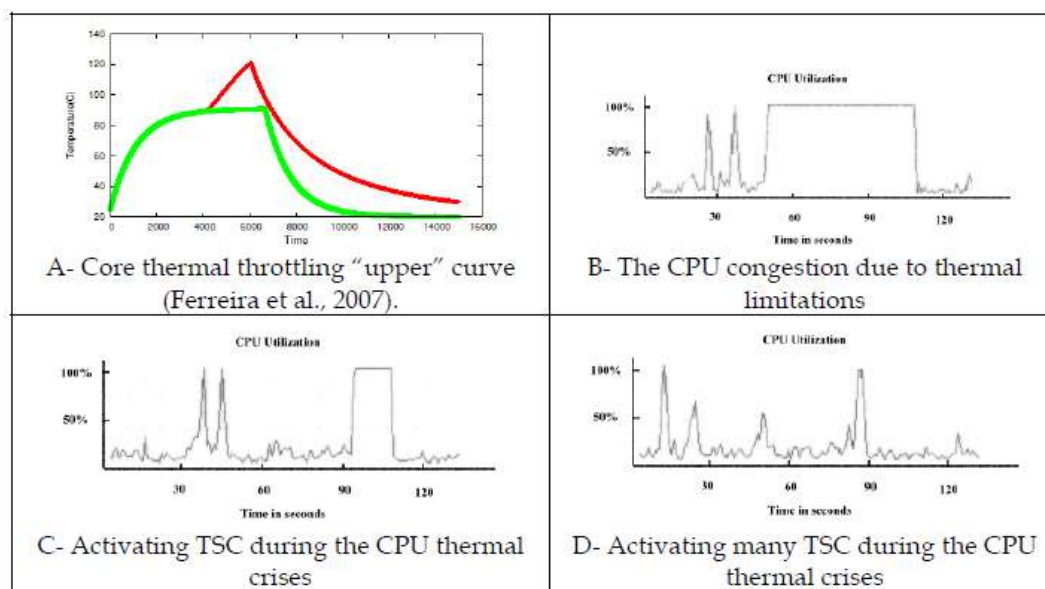 140
120
100
80
60
40
20
Temperature(C)
0 2000 4000 6000 8000 10000 12000 14000 16000
Time
A- Core thermal throttling “upper” curve
(Ferreira et al., 2007).
CPU Utilization
100%
50%
30 60 90 120
Time in seconds
B- The CPU congestion due to thermal
limitations
CPU Utilization
100%
50%
30 60 90 120
Time in seconds
C- Activating TSC during the CPU thermal
crises
CPU Utilization
100%
50%
30 60 90 120
Time in seconds
D- Activating many TSC during the CPU
thermal crises